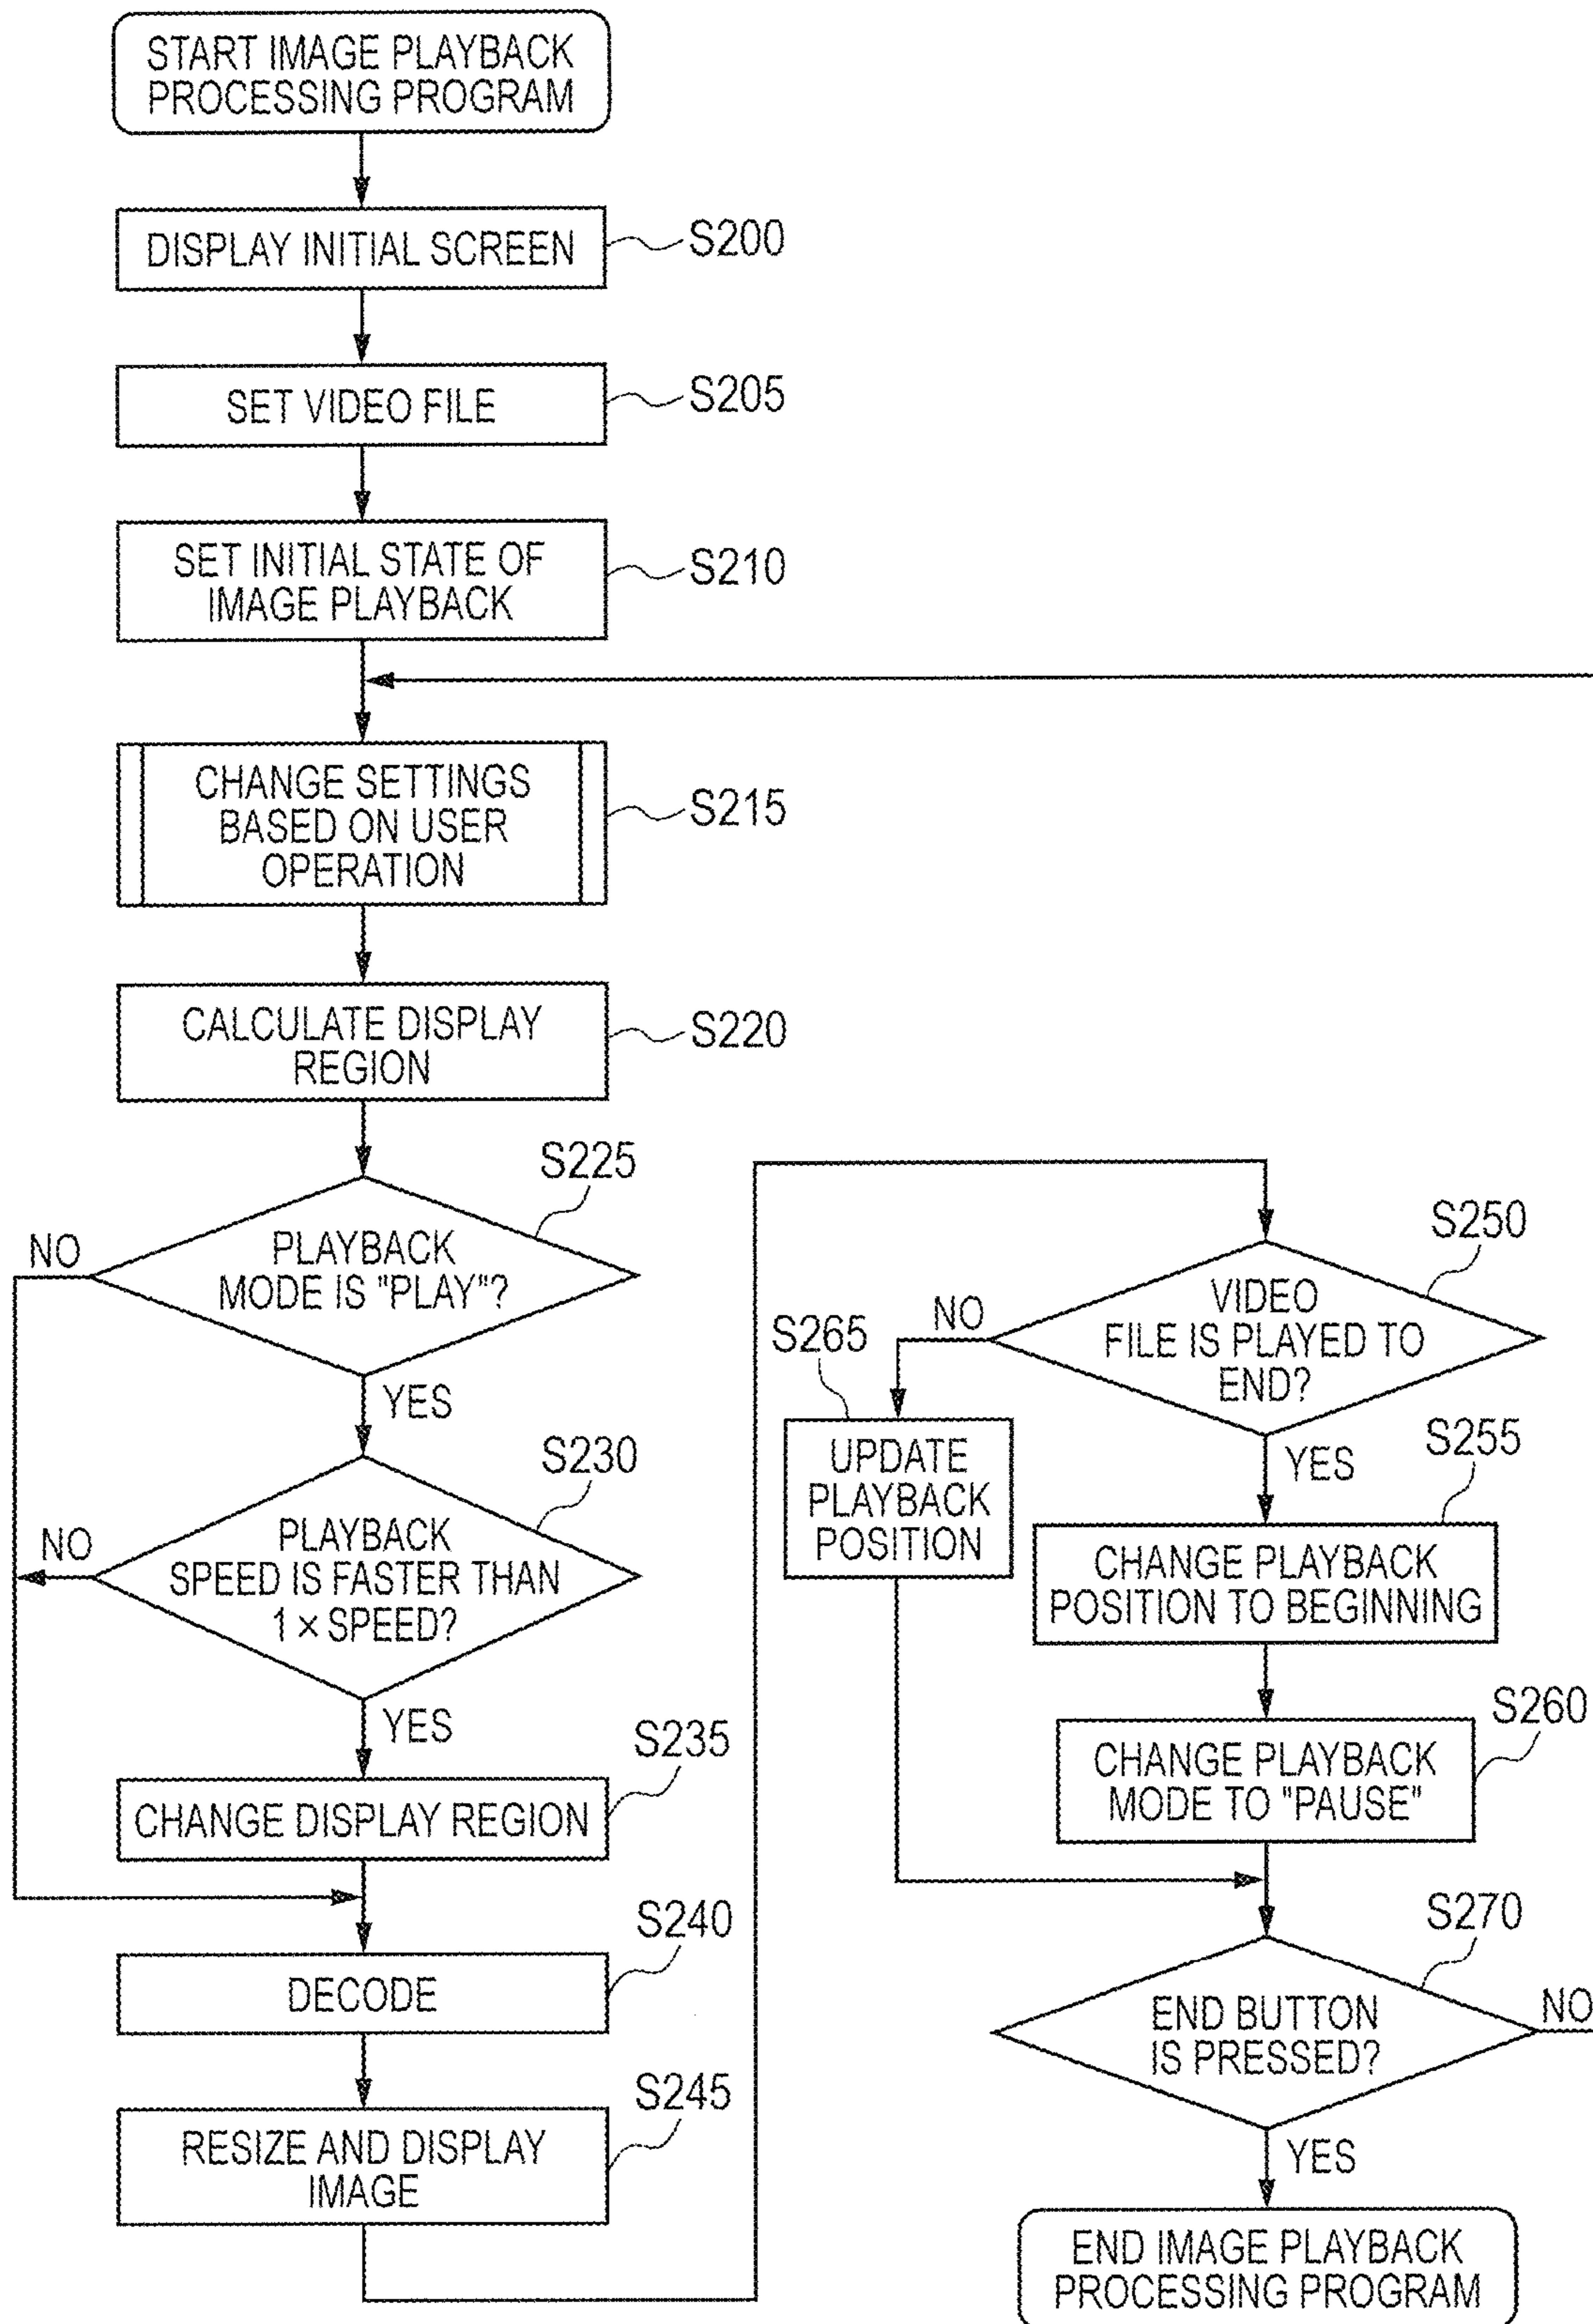 START IMAGE PLAYBACK
PROCESSING PROGRAM
DISPLAY INITIAL SCREEN
S200
SET VIDEO FILE
S205
SET INITIAL STATE OF
IMAGE PLAYBACK
S210
CHANGE SETTINGS
BASED ON USER
OPERATION
S215
CALCULATE DISPLAY
REGION
S220
S225
PLAYBACK
MODE IS "PLAY"?
NO
YES
S230
PLAYBACK
SPEED IS FASTER THAN
1 × SPEED?
NO
YES
S235
CHANGE DISPLAY REGION
S240
DECODE
S245
RESIZE AND DISPLAY
IMAGE
S250
VIDEO
FILE IS PLAYED TO
END?
NO
YES
S265
UPDATE
PLAYBACK
POSITION
S255
CHANGE PLAYBACK
POSITION TO BEGINNING
S260
CHANGE PLAYBACK
MODE TO "PAUSE"
S270
END BUTTON
IS PRESSED?
NO
YES
END IMAGE PLAYBACK
PROCESSING PROGRAM